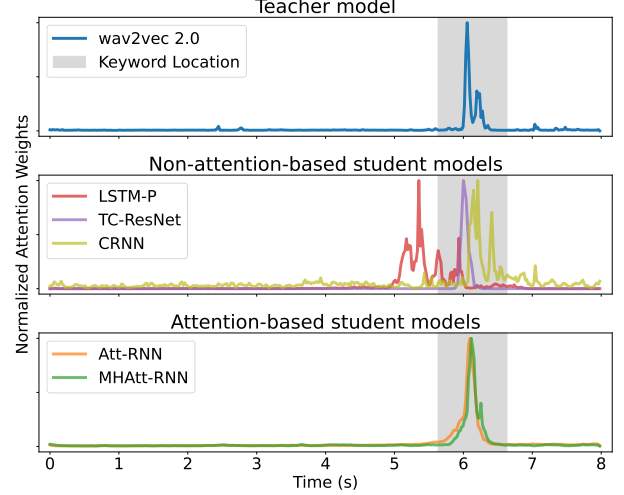 Teacher model
wav2vec 2.0
Keyword Location
Normalized Attention Weights
Non-attention-based student models
LSTM-P
TC-ResNet
CRNN
Attention-based student models
Att-RNN
MHAtt-RNN
0 1 2 3 4 5 6 7 8
Time (s)